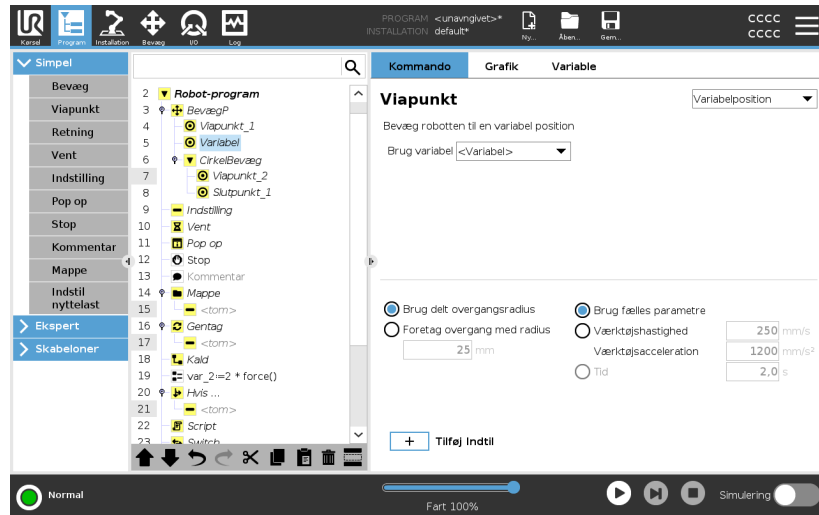 UR
PROGRAM <unavngivet>*
INSTALLATION default*
Kørsel Program Installation Bevæg I/O Log
Ny... Åben... Gem...
cccc
cccc
Simpel
Bevæg
Viapunkt
Retning
Vent
Indstilling
Pop op
Stop
Kommentar
Mappe
Indstil
nyttelast
Ekspert
Skabeloner
2 Robot-program
3 BevægP
4 Viapunkt_1
5 Variabel
6 CirkelBevæg
7 Viapunkt_2
8 Slutpunkt_1
9 Indstilling
10 Vent
11 Pop op
12 Stop
13 Kommentar
14 Mappe
15 <tom>
16 Gentag
17 <tom>
18 Kald
19 var_2≔2 * force()
20 Hvis ...
21 <tom>
22 Script
23 Switch
Kommando Grafik Variable
Viapunkt
Variabelposition
Bevæg robotten til en variabel position
Brug variabel <Variabel>
Brug delt overgangsradius
Foretag overgang med radius
25 mm
Brug fælles parametre
Værktøjshastighed 250 mm/s
Værktøjsacceleration 1200 mm/s²
Tid 2,0 s
+ Tilføj Indtil
Normal
Fart 100%
Simulering